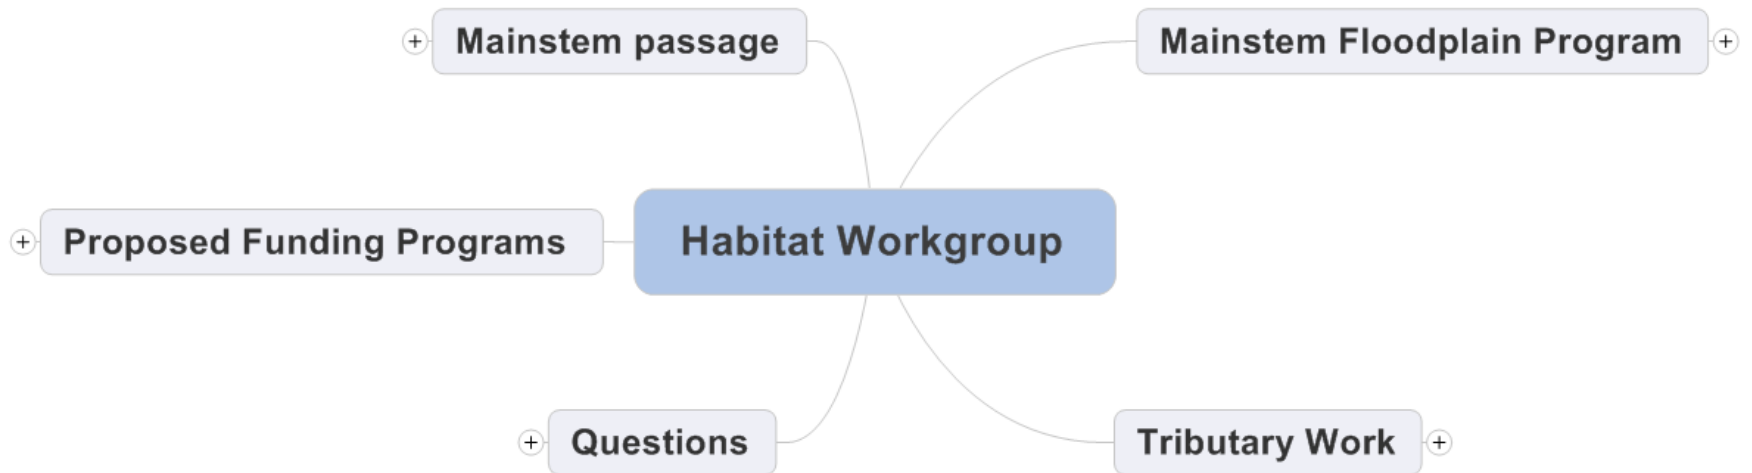 Mainstem passage
Mainstem Floodplain Program
Proposed Funding Programs
Habitat Workgroup
Questions
Tributary Work